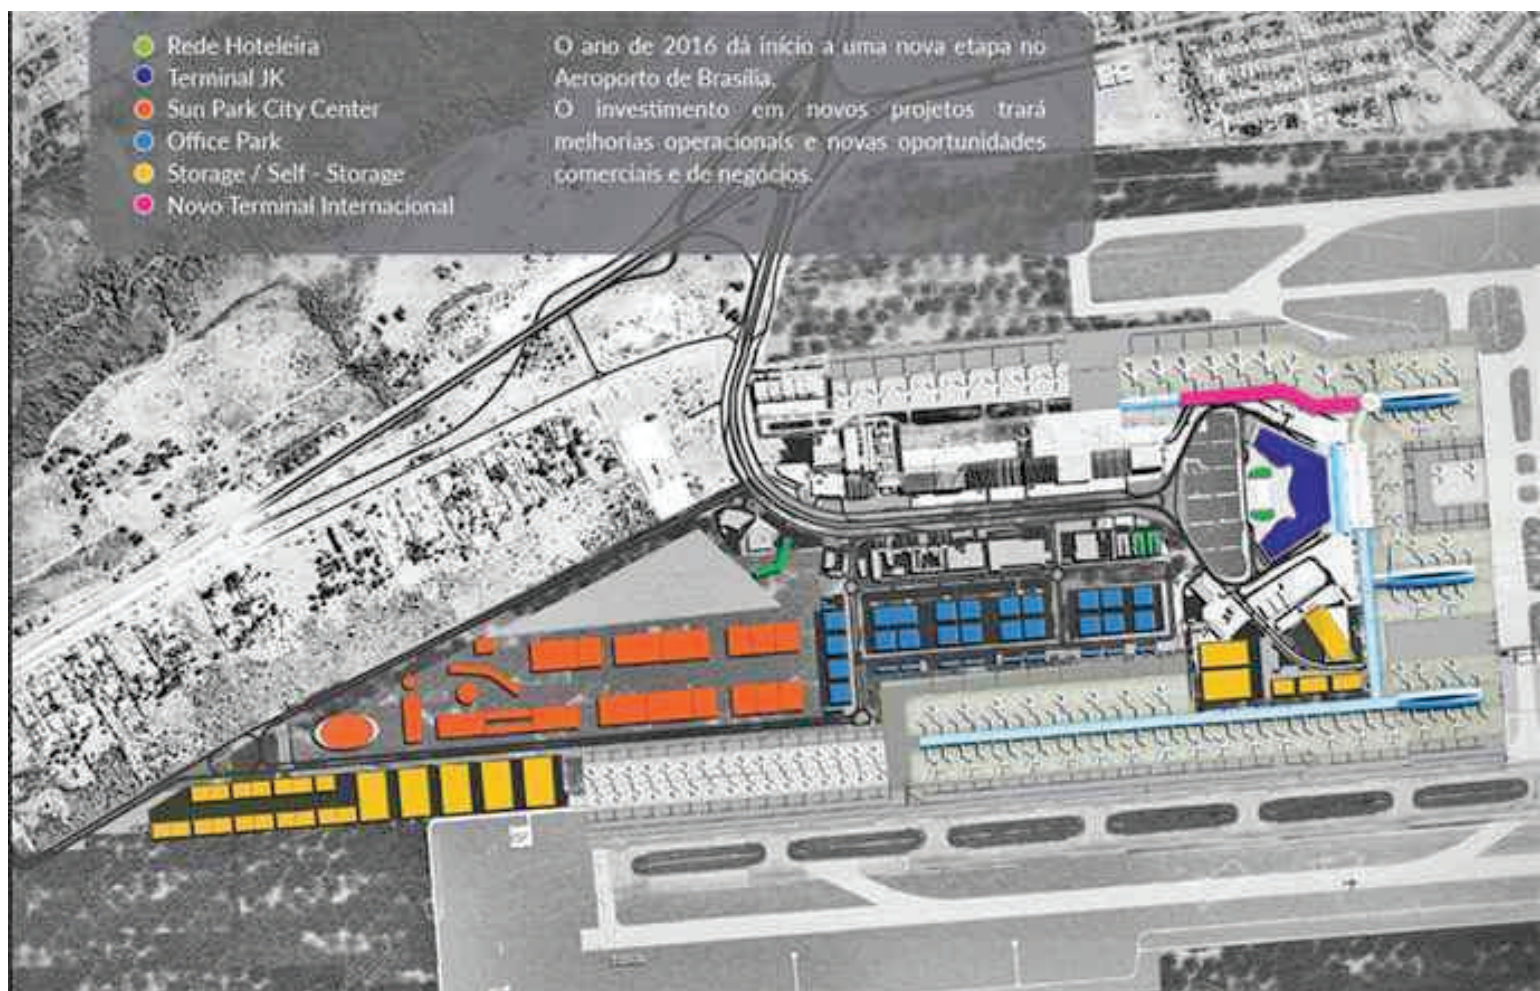 Rede Hoteleira
Terminal JK
Sun Park City Center
Office Park
Storage / Self - Storage
Novo Terminal Internacional
O ano de 2016 dá início a uma nova etapa no
Aeroporto de Brasília.
O investimento em novos projetos trará
melhorias operacionais e novas oportunidades
comerciais e de negócios.